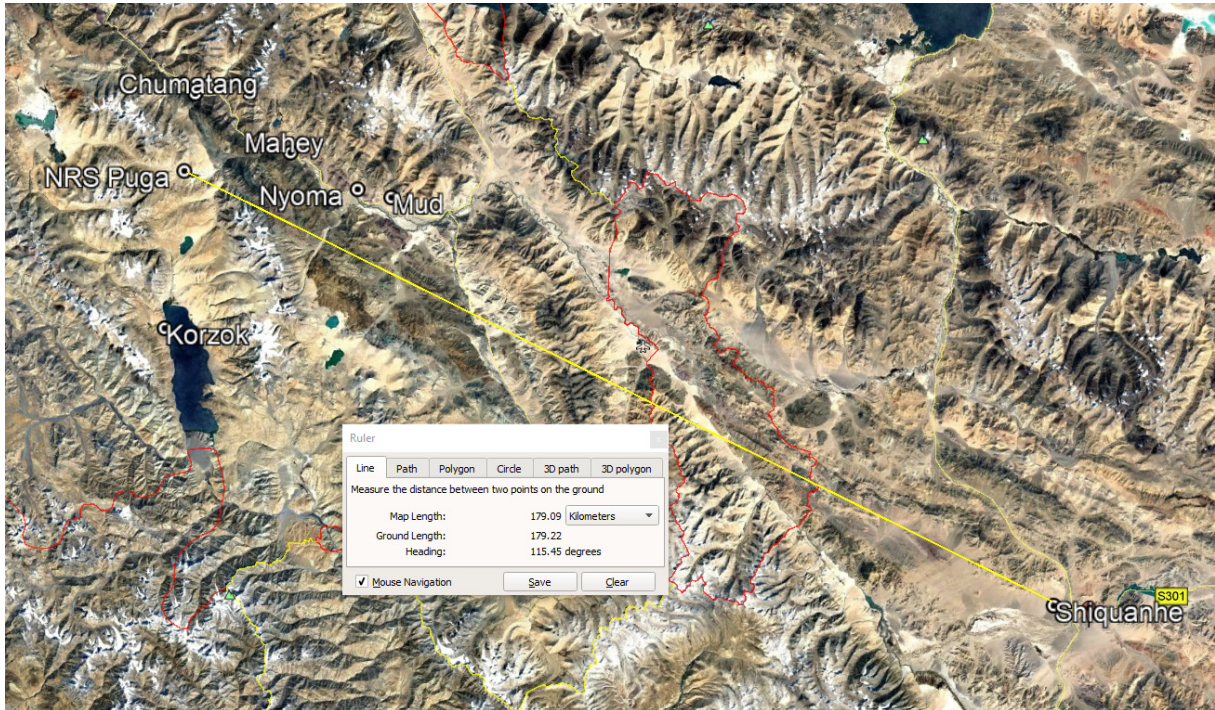 Chumatang
Mahey
NRS Puga
Nyoma
Mud
Korzok
Ruler
Line Path Polygon Circle 3D path 3D polygon
Measure the distance between two points on the ground
Map Length: 179.09 Kilometers
Ground Length: 179.22
Heading: 115.45 degrees
Mouse Navigation Save Clear
S301
Shiquanhe